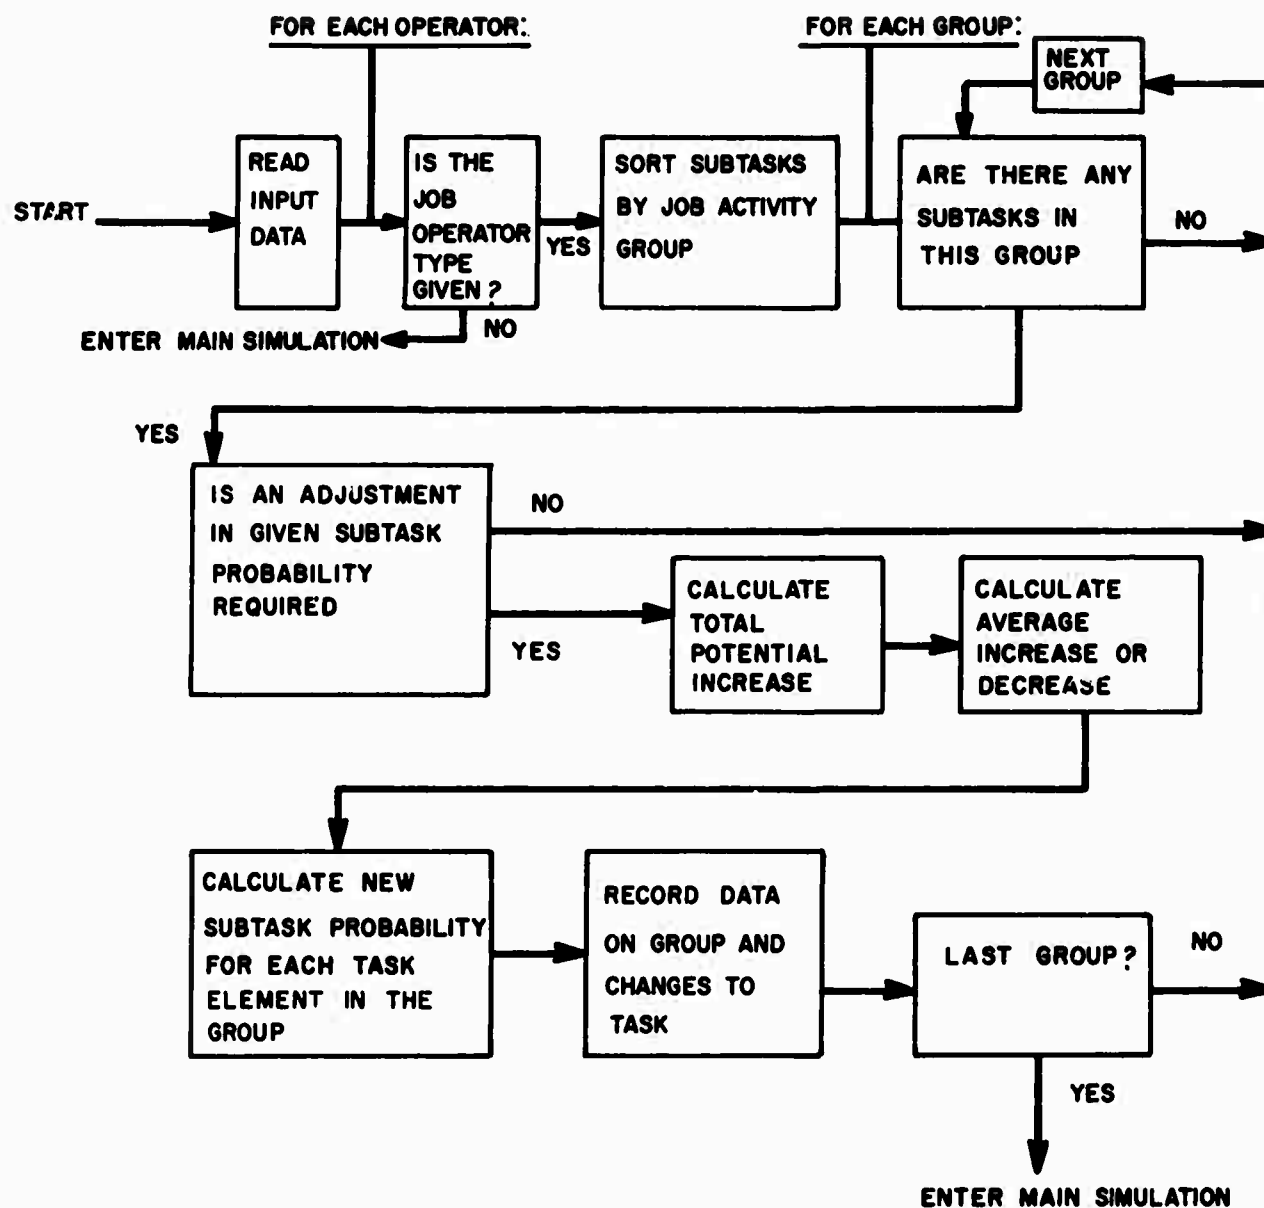 FOR EACH OPERATOR:
FOR EACH GROUP:
NEXT
GROUP
START
READ
INPUT
DATA
IS THE
JOB
OPERATOR
TYPE
GIVEN?
YES
NO
ENTER MAIN SIMULATION
SORT SUBTASKS
BY JOB ACTIVITY
GROUP
ARE THERE ANY
SUBTASKS IN
THIS GROUP
NO
YES
IS AN ADJUSTMENT
IN GIVEN SUBTASK
PROBABILITY
REQUIRED
NO
YES
CALCULATE
TOTAL
POTENTIAL
INCREASE
CALCULATE
AVERAGE
INCREASE OR
DECREASE
CALCULATE NEW
SUBTASK PROBABILITY
FOR EACH TASK
ELEMENT IN THE
GROUP
RECORD DATA
ON GROUP AND
CHANGES TO
TASK
LAST GROUP?
NO
YES
ENTER MAIN SIMULATION